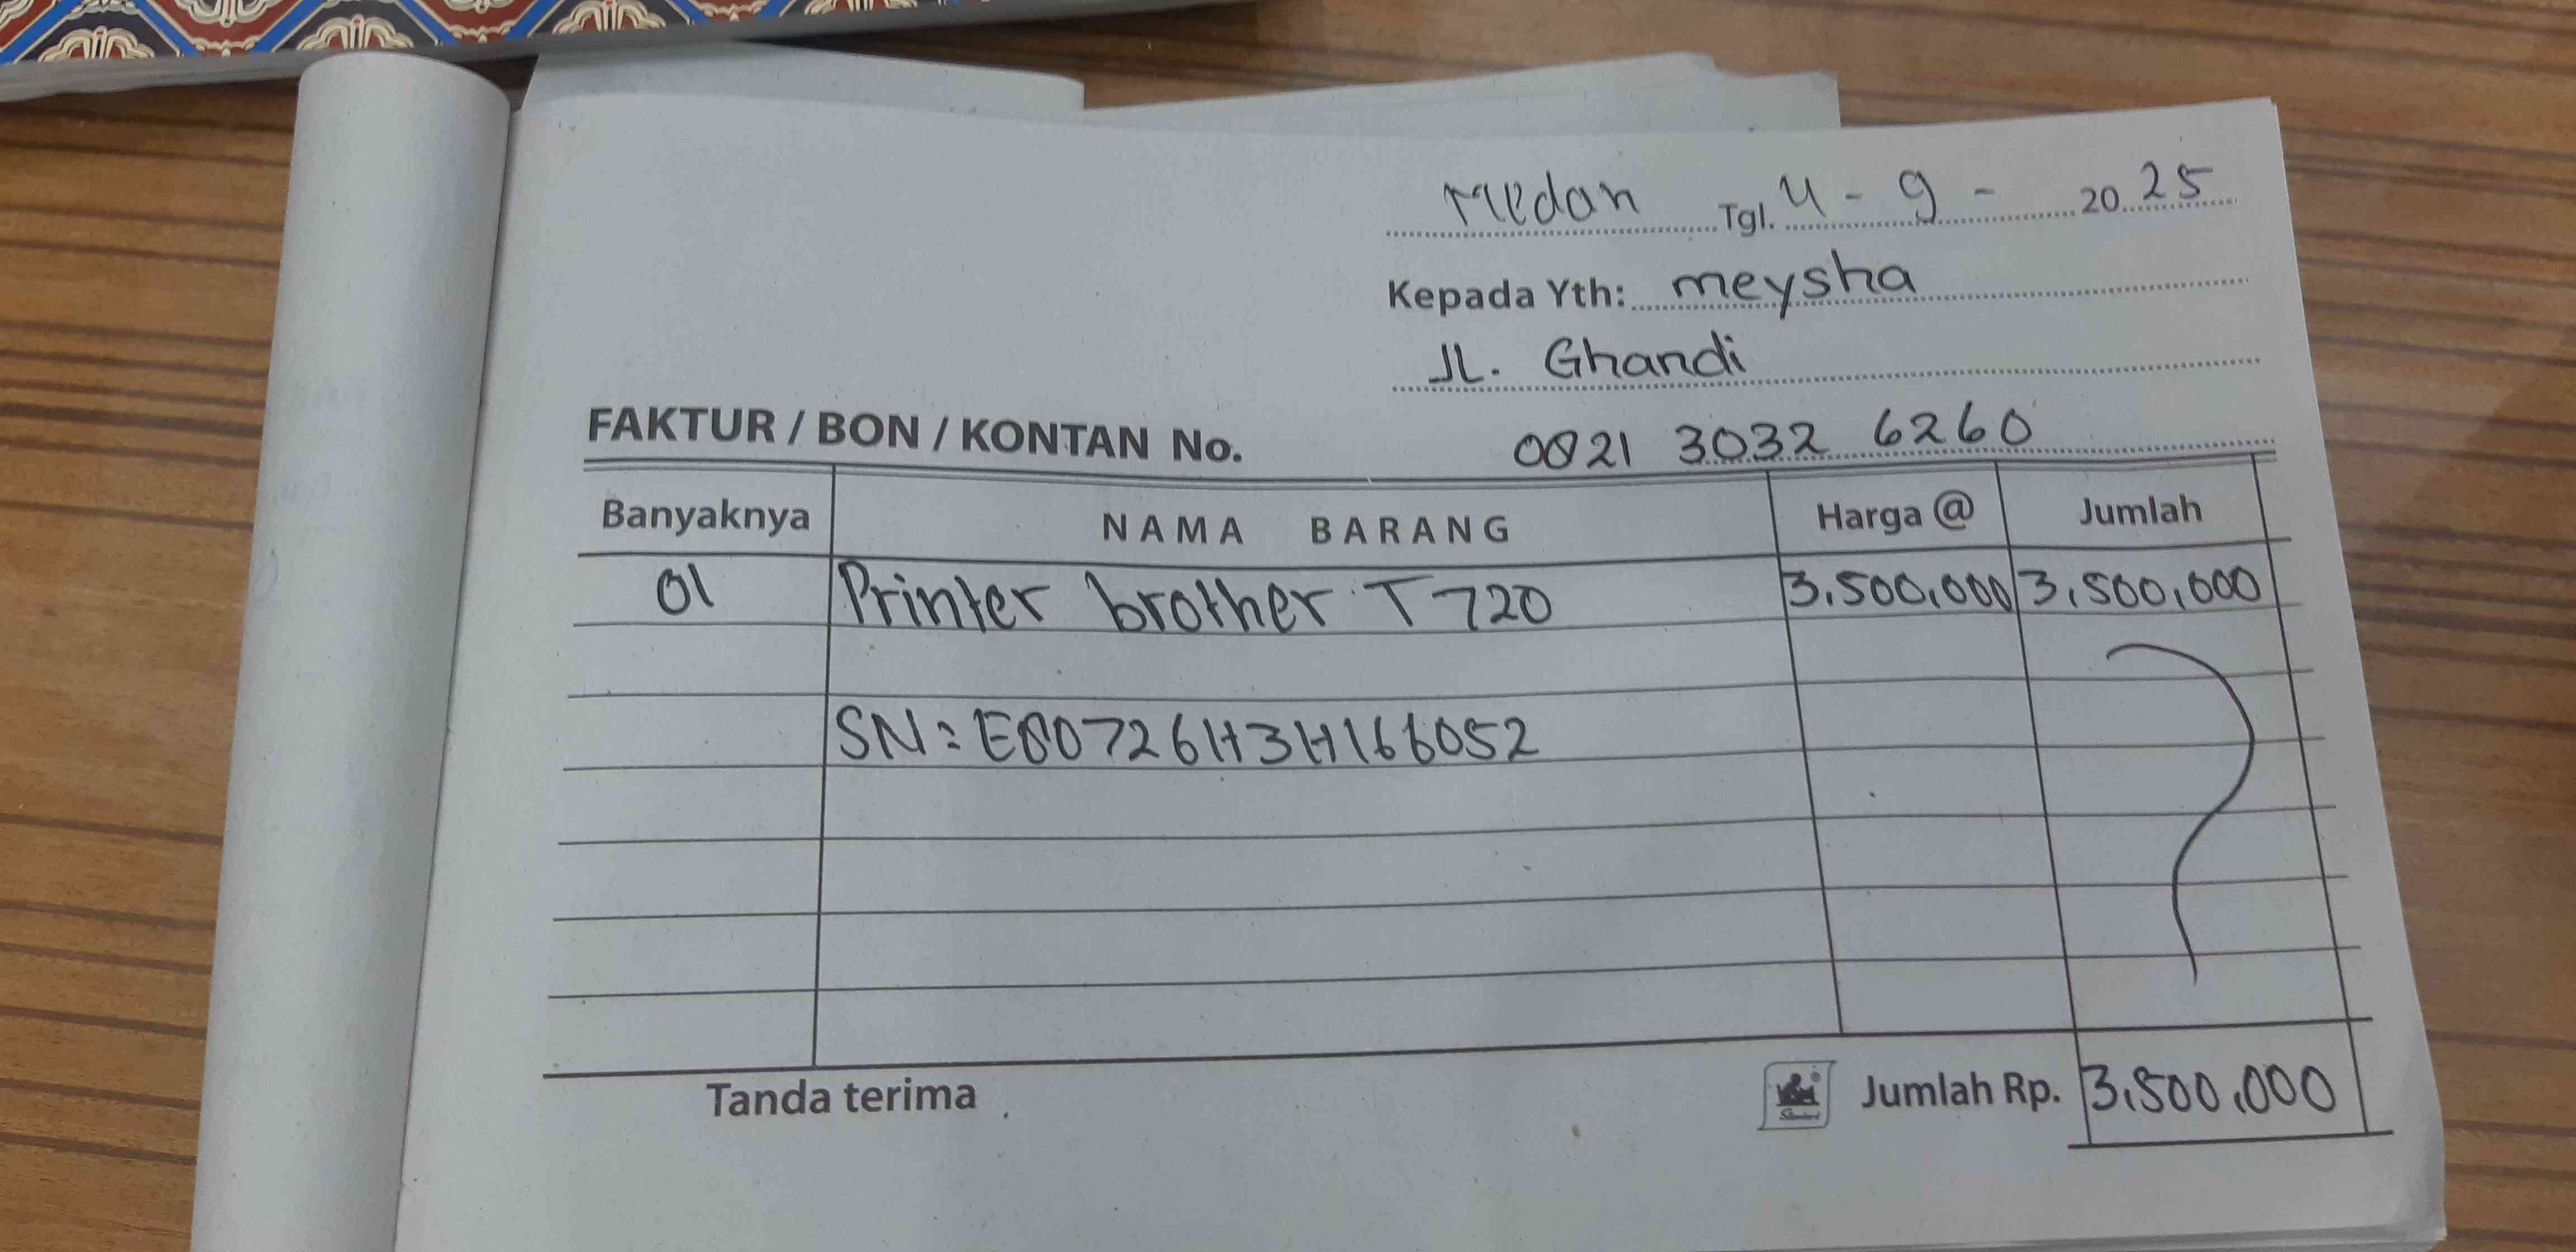 Medan Tgl. 4 - 9 - 2025
Kepada Yth: meysha
JL. Ghandi
FAKTUR / BON / KONTAN No. 0821 3032 6260
Banyaknya NAMA BARANG Harga @ Jumlah
01 Printer brother T720 3.500.000 3.500.000
SN: E80726H3H166052
Tanda terima Jumlah Rp. 3.500.000